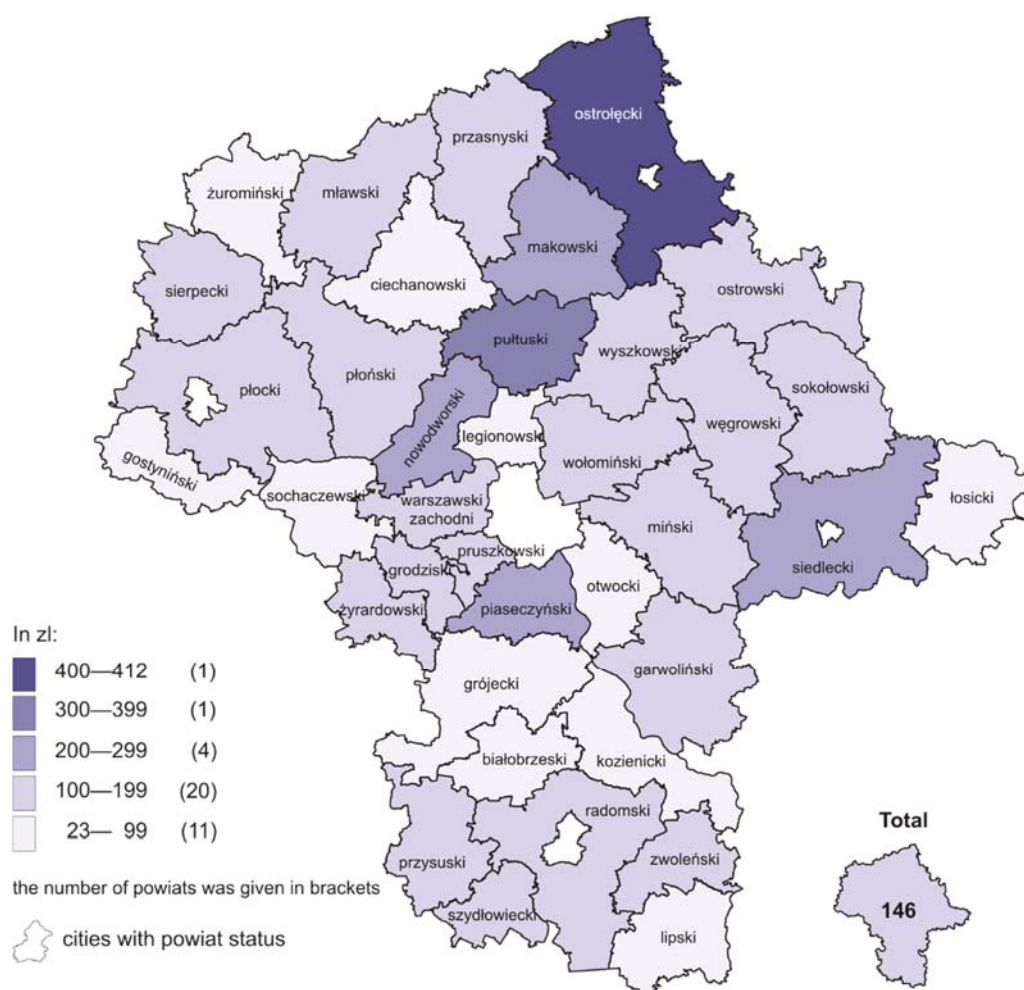 ostrołęcki
przasnyski
żuromiński
mławski
makowski
ciechanowski
sierpecki
ostrowski
pułtuski
wyszkowski
płoński
płocki
sokołowski
nowodworski
węgrowski
legionowski
wołomiński
gostyniński
sochaczewski
łosicki
warszawski
zachodni
miński
pruszkowski
siedlecki
grodziski
otwocki
żyrardowski
piaseczyński
garwoliński
grójecki
białobrzeski
kozienicki
radomski
przysuski
zwoleński
szydłowiecki
lipski
In zl:
400—412 (1)
300—399 (1)
200—299 (4)
100—199 (20)
23— 99 (11)
the number of powiats was given in brackets
cities with powiat status
Total
146